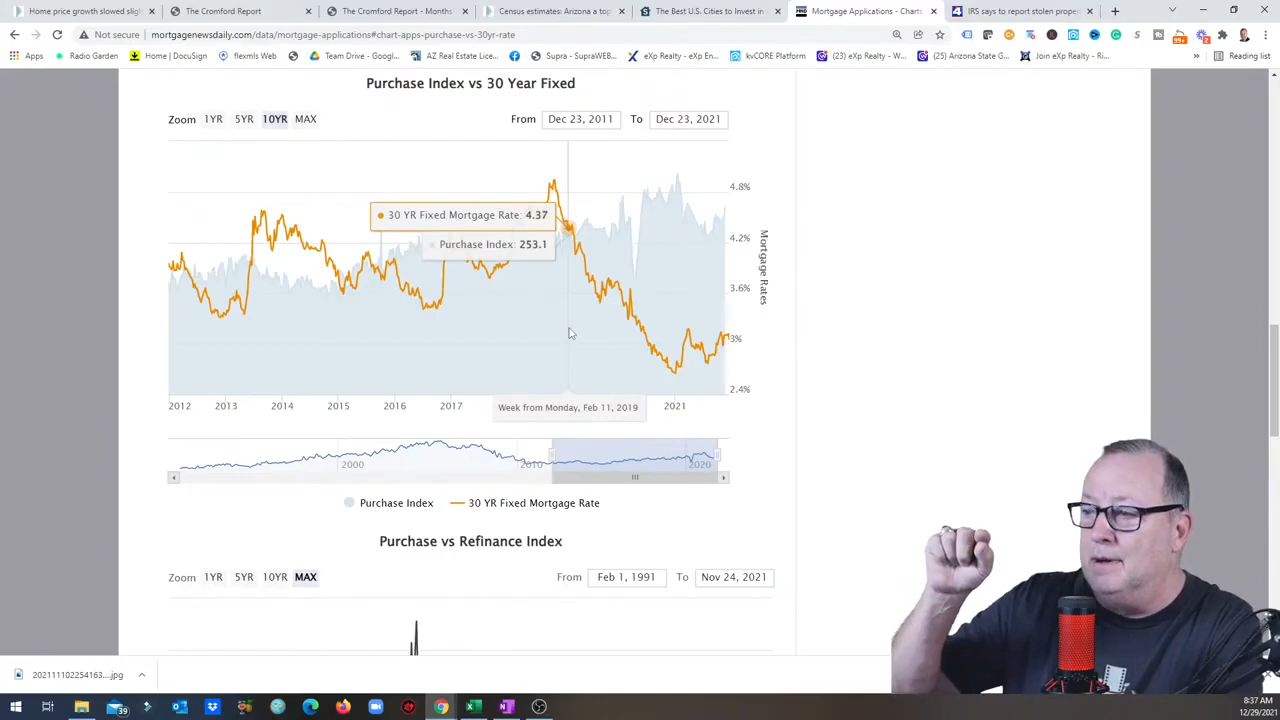 Home price growth slowed slight
The Cromford Report
The Cromford Report - Months
Census estimates: Arizona a top
The Best U.S. Cities to Invest in
Mortgage Applications - Charts
IRS says to report stolen proper
Not secure | mortgagenewsdaily.com/data/mortgage-applications#chart-apps-purchase-vs-30yr-rate
99+
Apps
Radio Garden
Home | DocuSign
flexmls Web
Team Drive - Googl...
AZ Real Estate Lice...
Supra - SupraWEB...
eXp Realty - eXp En...
kvCORE Platform
(23) eXp Realty - W...
(25) Arizona State G...
Join eXp Realty - Ri...
»
Reading list
Purchase Index vs 30 Year Fixed
Zoom 1YR 5YR 10YR MAX
From Dec 23, 2011 To Dec 23, 2021
4.8%
30 YR Fixed Mortgage Rate: 4.37
4.2%
Purchase Index: 253.1
Mortgage Rates
3.6%
3%
2.4%
2012 2013 2014 2015 2016 2017
Week from Monday, Feb 11, 2019
2021
2000 2010 2020
Purchase Index
30 YR Fixed Mortgage Rate
Purchase vs Refinance Index
Zoom 1YR 5YR 10YR MAX
From Feb 1, 1991 To Nov 24, 2021
202111102254163....jpg
39
8:37 AM
12/29/2021